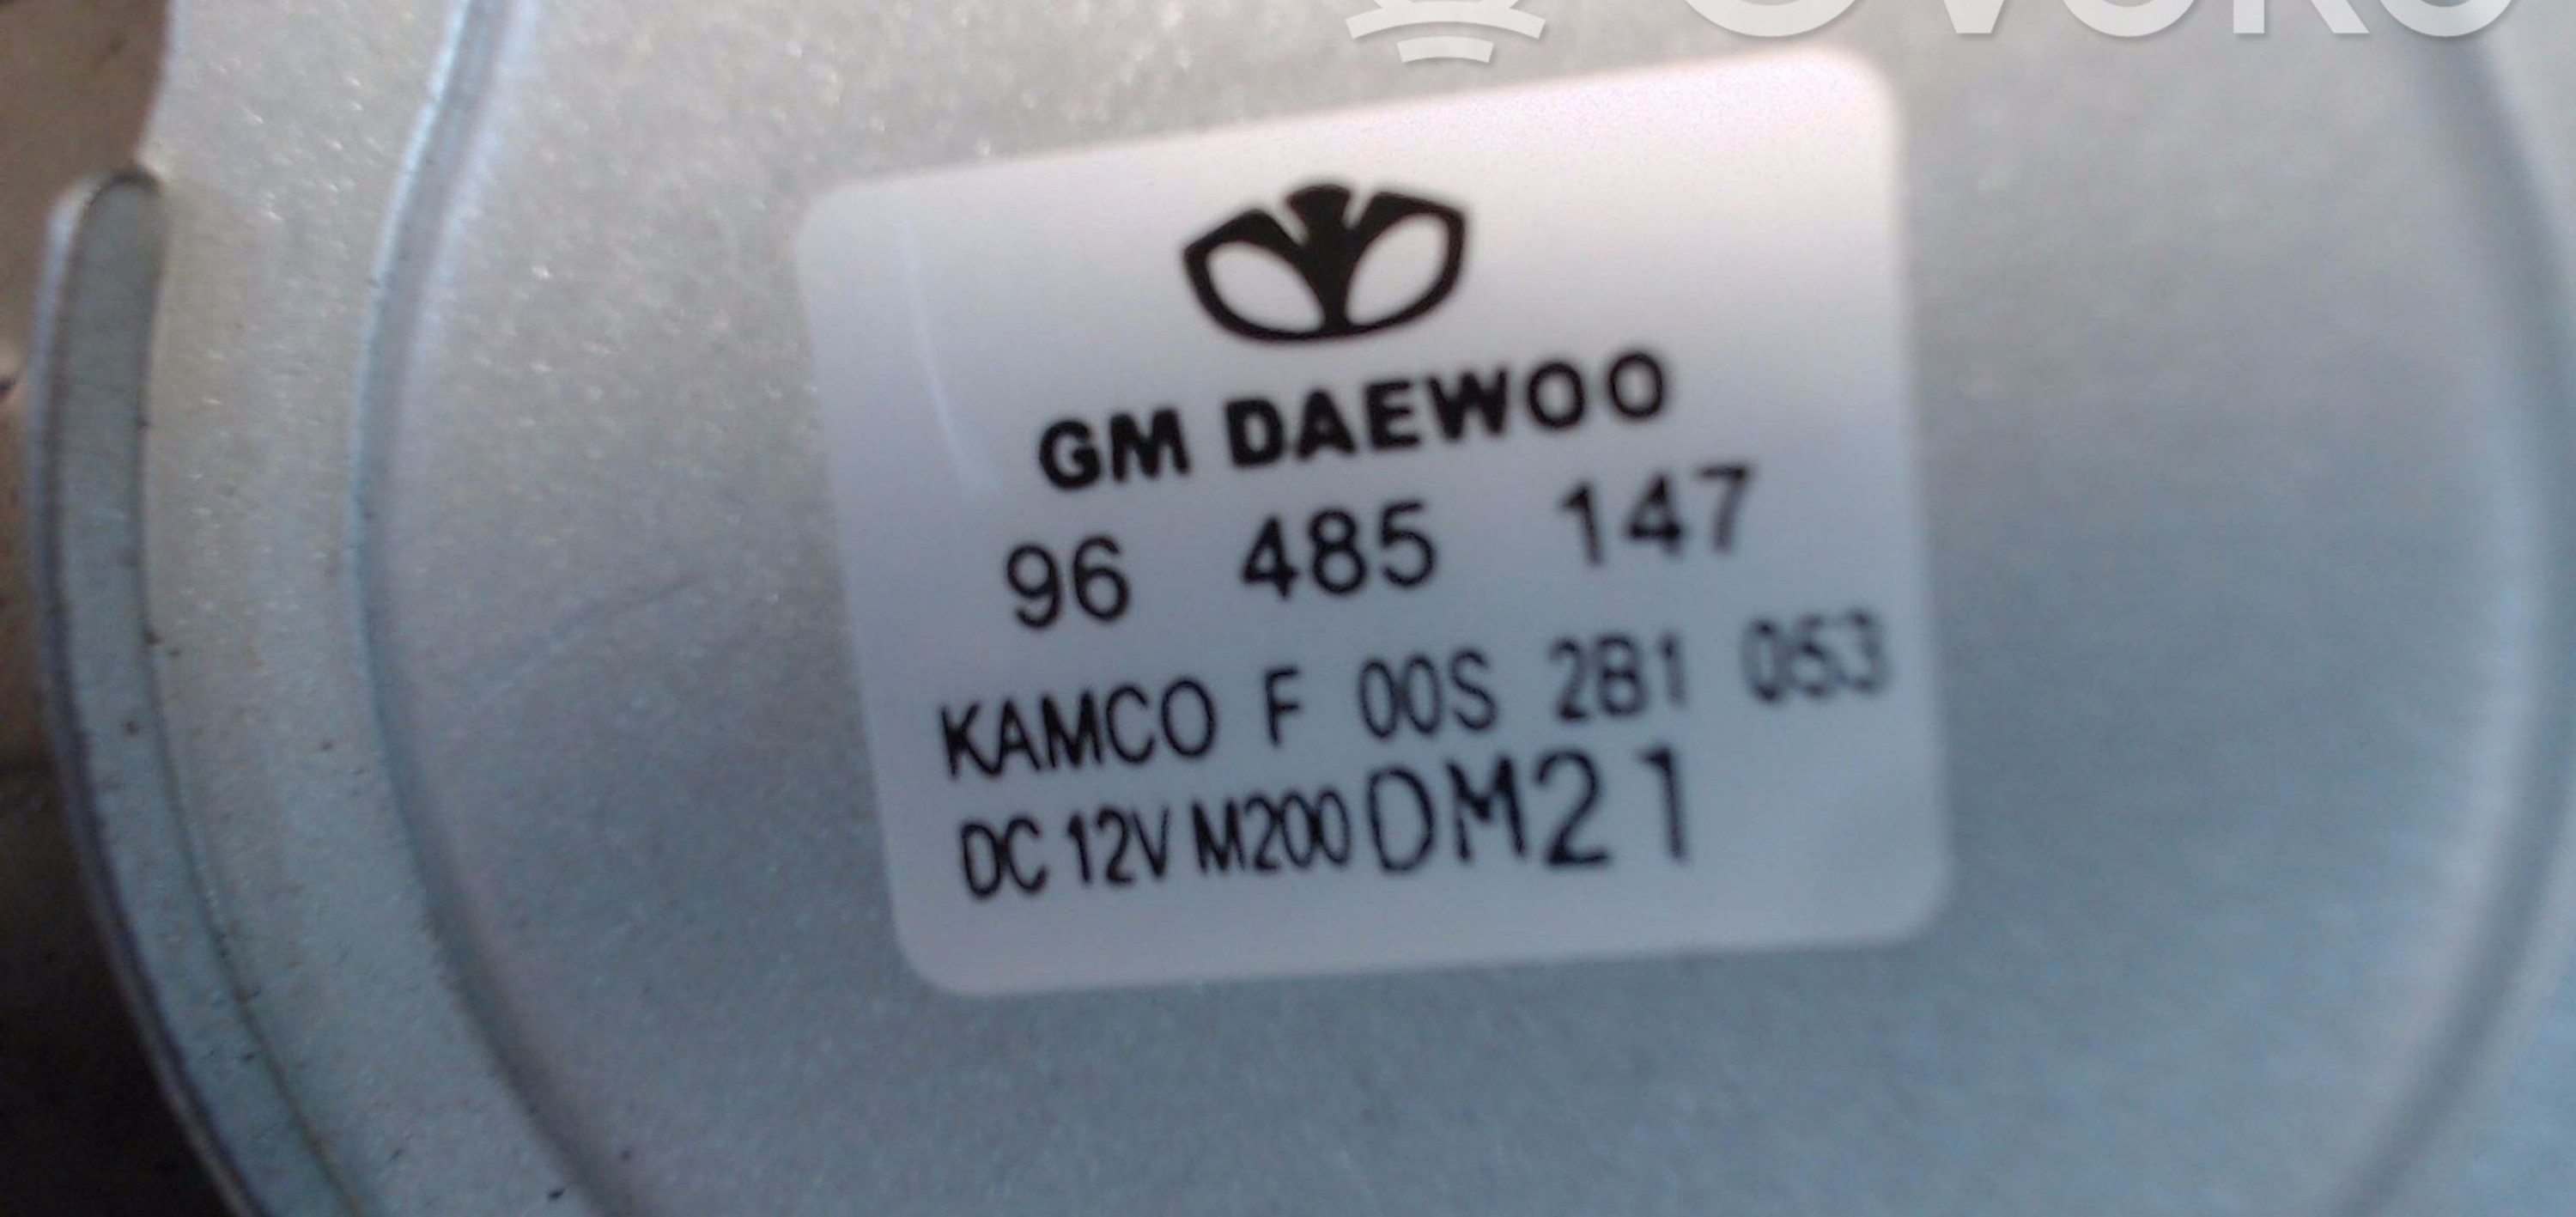 GM DAEWOO
96 485 147
KAMCO F 00S 2B1 053
DC 12V M200 DM21